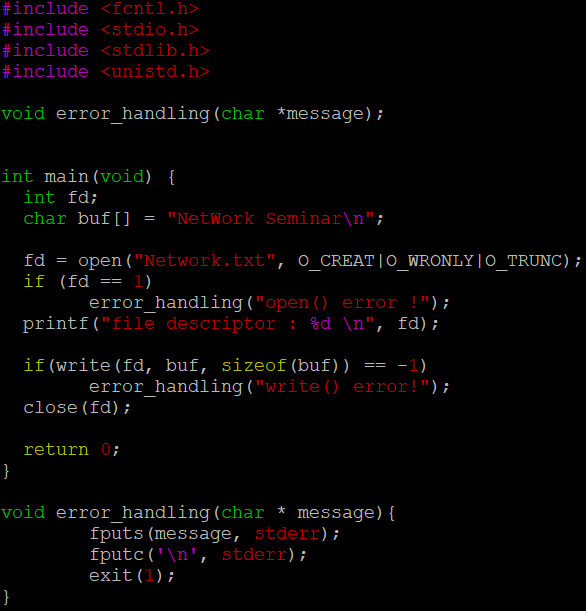 #include <fcntl.h>
#include <stdio.h>
#include <stdlib.h>
#include <unistd.h>
void error_handling(char *message);
int main(void) {
int fd;
char buf[] = "NetWork Seminar\n";
fd = open("Network.txt", O_CREAT|O_WRONLY|O_TRUNC);
if (fd == 1)
error_handling("open() error !");
printf("file descriptor : %d \n", fd);
if(write(fd, buf, sizeof(buf)) == -1)
error_handling("write() error!");
close(fd);
return 0;
}
void error_handling(char * message){
fputs(message, stderr);
fputc('\n', stderr);
exit(1);
}